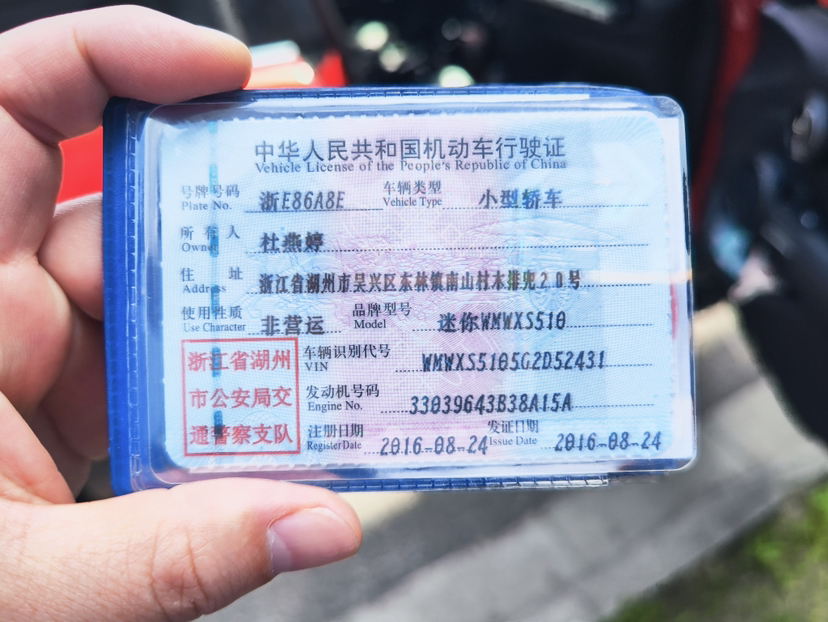 中华人民共和国机动车行驶证
Vehicle License of the People's Republic of China
号牌号码 浙E86A8E 车辆类型 小型轿车
Plate No. Vehicle Type
所有人 杜燕婷
Owner
住址 浙江省湖州市吴兴区东林镇南山村木排兜20号
Address
使用性质 非营运 品牌型号 迷你WMWXS510
Use Character Model
浙江省湖州
市公安局交
通警察支队
车辆识别代号 WMWXS5105G2D52431
VIN
发动机号码 33039643B38A15A
Engine No.
注册日期 2016-08-24 发证日期 2016-08-24
Register Date Issue Date